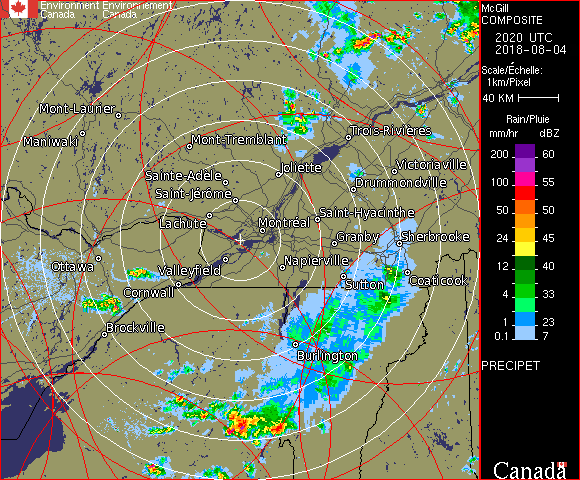 Environment Environnement
Canada Canada
McGill
COMPOSITE
2020 UTC
2018-08-04
Scale/Échelle:
1km/Pixel
40 KM
Rain/Pluie
mm/hr dBZ
200 60
150 57
100 55
50 50
24 45
12 40
4 33
1 23
0.1 7
PRECIPET
Canada
Mont-Laurier
Maniwaki
Mont-Tremblant
Trois-Rivières
Joliette
Victoriaville
Sainte-Adèle
Drummondville
Saint-Jérôme
Lachute
Montréal
Saint-Hyacinthe
Granby
Sherbrooke
Ottawa
Valleyfield
Napierville
Cornwall
Sutton
Coaticook
Brockville
Burlington